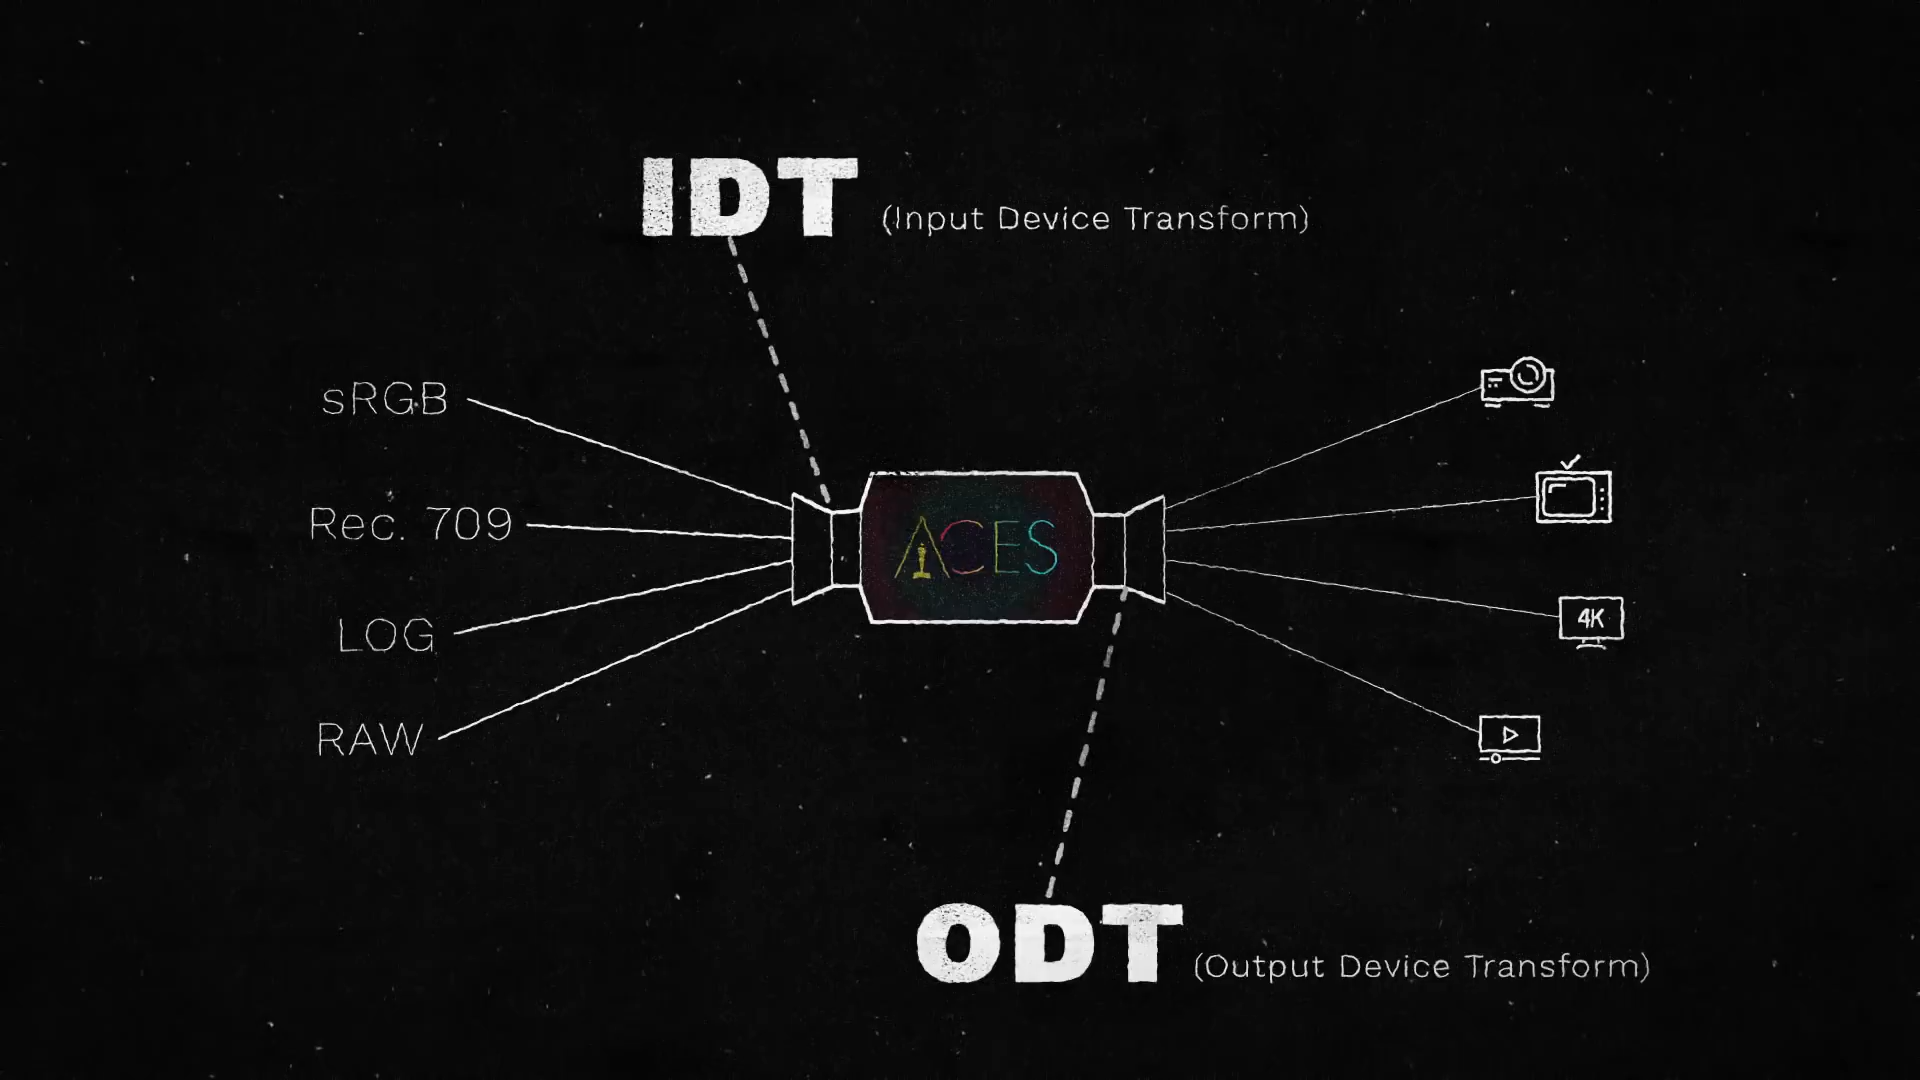 IDT (Input Device Transform)
sRGB
Rec. 709
LOG
RAW
ACES
4K
ODT (Output Device Transform)